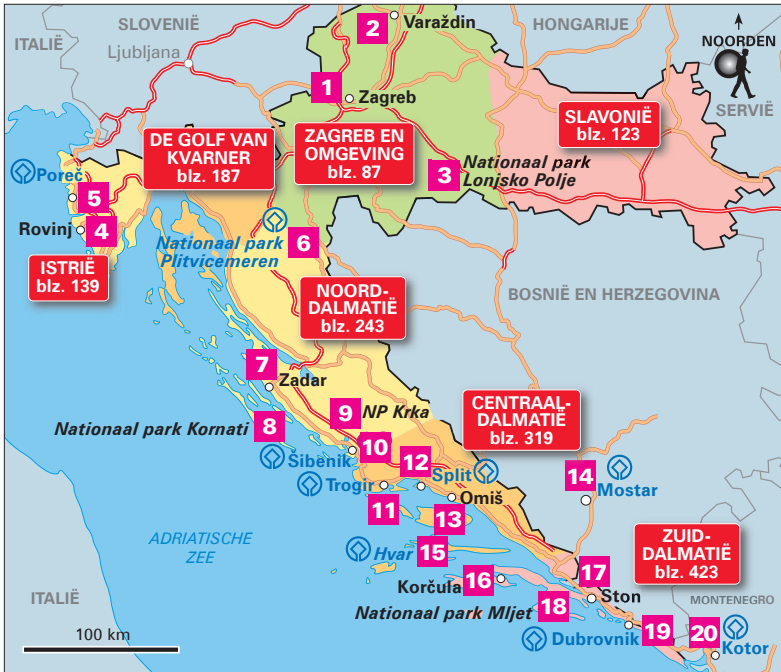 SLOVENIË
HONGARIJE
ITALIË
Ljubljana
2
Varaždin
NOORDEN
1
Zagreb
SERVIË
SLAVONIË
blz. 123
DE GOLF VAN
KVARNER
blz. 187
ZAGREB EN
OMGEVING
blz. 87
3
Nationaal park
Lonjsko Polje
Poreč
5
Rovinj
4
Nationaal park
Plitvicemeren
6
ISTRIË
blz. 139
NOORD-
DALMATIË
blz. 243
BOSNIË EN HERZEGOVINA
7
Zadar
9
NP Krka
CENTRAAL-
DALMATIË
blz. 319
Nationaal park Kornati
8
10
Šibenik
12
Split
14
Mostar
Trogir
Omiš
11
13
ADRIATISCHE
ZEE
Hvar
15
ZUID-
DALMATIË
blz. 423
16
Korčula
17
Ston
ITALIË
Nationaal park Mljet
18
MONTENEGRO
100 km
Dubrovnik
19
20
Kotor